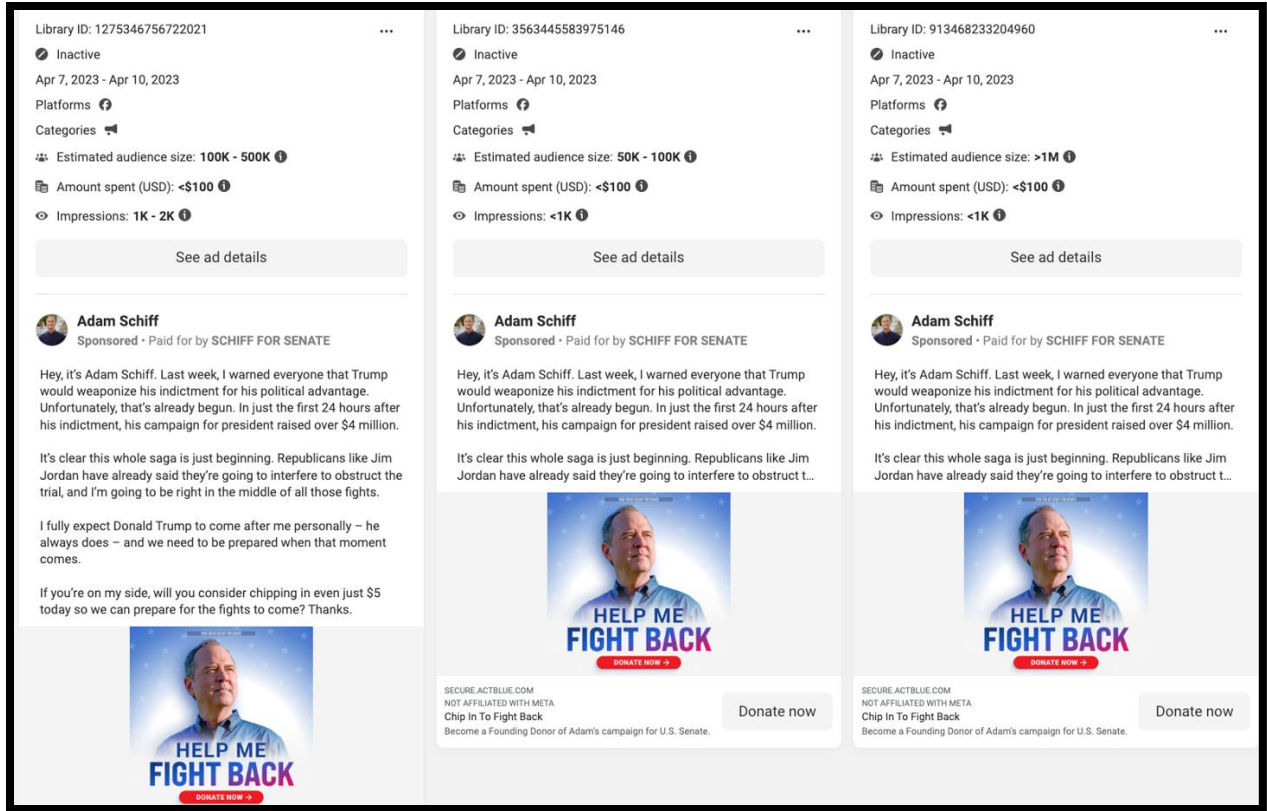 Library ID: 1275346756722021
Inactive
Apr 7, 2023 - Apr 10, 2023
Platforms
Categories
Estimated audience size: 100K - 500K
Amount spent (USD): <$100
Impressions: 1K - 2K
See ad details
Adam Schiff
Sponsored • Paid for by SCHIFF FOR SENATE
Hey, it's Adam Schiff. Last week, I warned everyone that Trump
would weaponize his indictment for his political advantage.
Unfortunately, that's already begun. In just the first 24 hours after
his indictment, his campaign for president raised over $4 million.
It's clear this whole saga is just beginning. Republicans like Jim
Jordan have already said they're going to interfere to obstruct the
trial, and I'm going to be right in the middle of all those fights.
I fully expect Donald Trump to come after me personally – he
always does – and we need to be prepared when that moment
comes.
If you're on my side, will you consider chipping in even just $5
today so we can prepare for the fights to come? Thanks.
HELP ME
FIGHT BACK
DONATE NOW →
Library ID: 3563445583975146
Inactive
Apr 7, 2023 - Apr 10, 2023
Platforms
Categories
Estimated audience size: 50K - 100K
Amount spent (USD): <$100
Impressions: <1K
See ad details
Adam Schiff
Sponsored • Paid for by SCHIFF FOR SENATE
Hey, it's Adam Schiff. Last week, I warned everyone that Trump
would weaponize his indictment for his political advantage.
Unfortunately, that's already begun. In just the first 24 hours after
his indictment, his campaign for president raised over $4 million.
It's clear this whole saga is just beginning. Republicans like Jim
Jordan have already said they're going to interfere to obstruct t...
HELP ME
FIGHT BACK
DONATE NOW →
SECURE.ACTBLUE.COM
NOT AFFILIATED WITH META
Chip In To Fight Back
Become a Founding Donor of Adam's campaign for U.S. Senate.
Donate now
Library ID: 913468233204960
Inactive
Apr 7, 2023 - Apr 10, 2023
Platforms
Categories
Estimated audience size: >1M
Amount spent (USD): <$100
Impressions: <1K
See ad details
Adam Schiff
Sponsored • Paid for by SCHIFF FOR SENATE
Hey, it's Adam Schiff. Last week, I warned everyone that Trump
would weaponize his indictment for his political advantage.
Unfortunately, that's already begun. In just the first 24 hours after
his indictment, his campaign for president raised over $4 million.
It's clear this whole saga is just beginning. Republicans like Jim
Jordan have already said they're going to interfere to obstruct t...
HELP ME
FIGHT BACK
DONATE NOW →
SECURE.ACTBLUE.COM
NOT AFFILIATED WITH META
Chip In To Fight Back
Become a Founding Donor of Adam's campaign for U.S. Senate.
Donate now